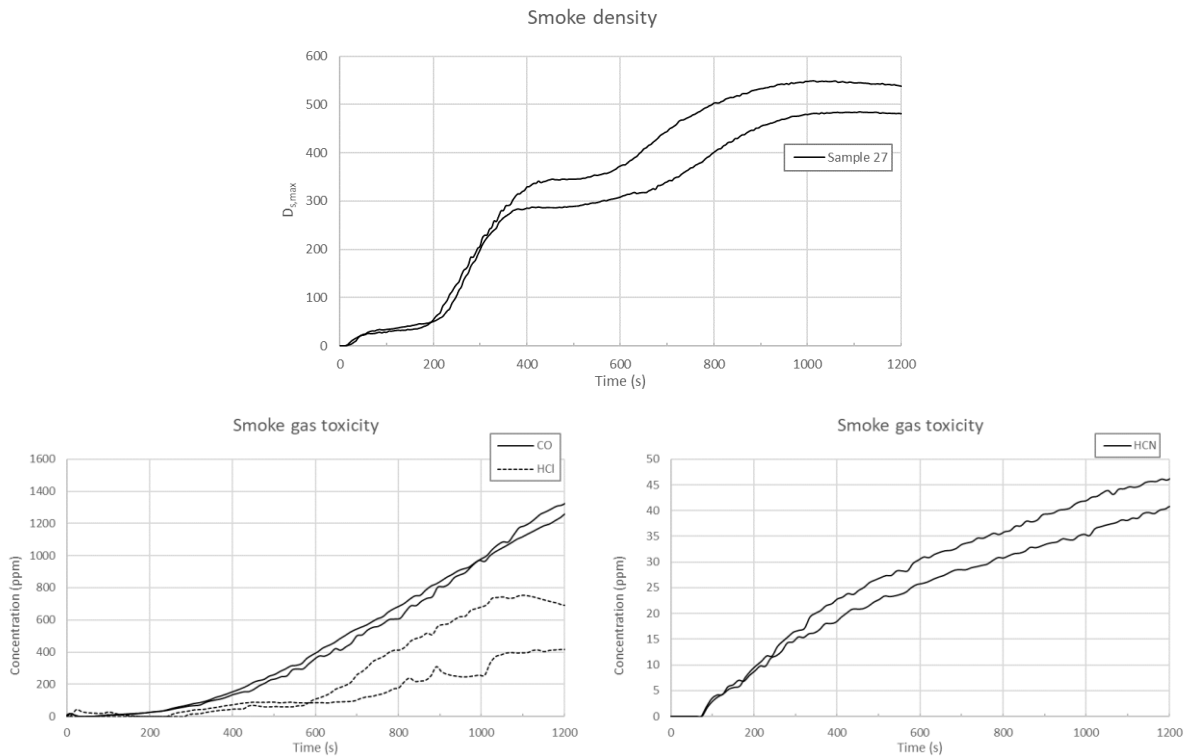 Smoke density
600
500
400
300
200
100
0
D_s,max
Sample 27
0 200 400 600 800 1000 1200
Time (s)
Smoke gas toxicity
CO
HCl
1600
1400
1200
1000
800
600
400
200
0
Concentration (ppm)
0 200 400 600 800 1000 1200
Time (s)
Smoke gas toxicity
HCN
50
45
40
35
30
25
20
15
10
5
0
Concentration (ppm)
0 200 400 600 800 1000 1200
Time (s)